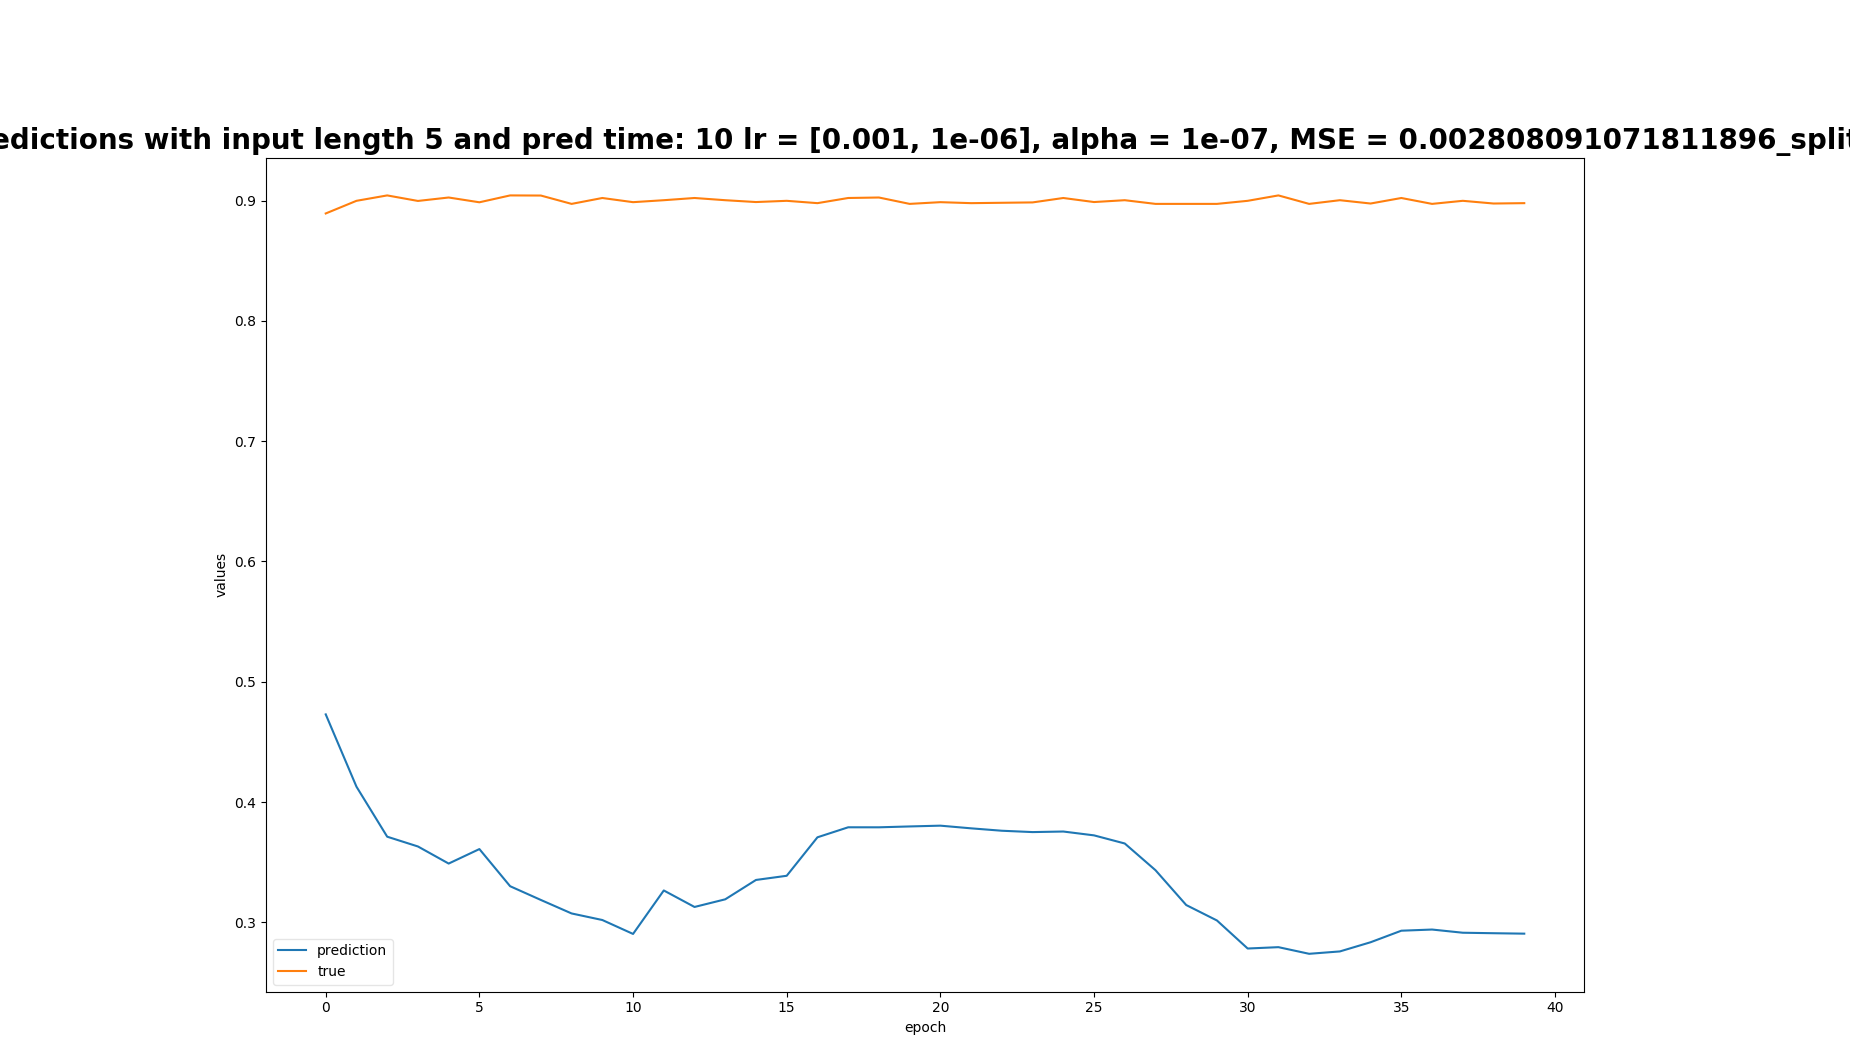 edictions with input length 5 and pred time: 10 lr = [0.001, 1e-06], alpha = 1e-07, MSE = 0.002808091071811896_split
0.9
0.8
0.7
0.6
0.5
0.4
0.3
values
prediction
true
0 5 10 15 20 25 30 35 40
epoch